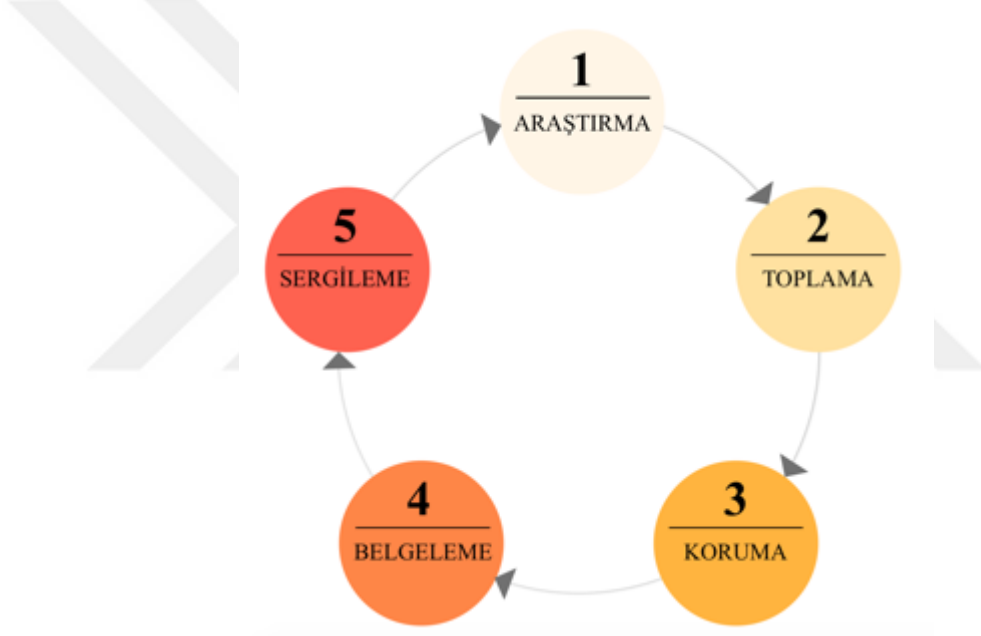 1
ARAŞTIRMA
2
TOPLAMA
3
KORUMA
4
BELGELEME
5
SERGİLEME